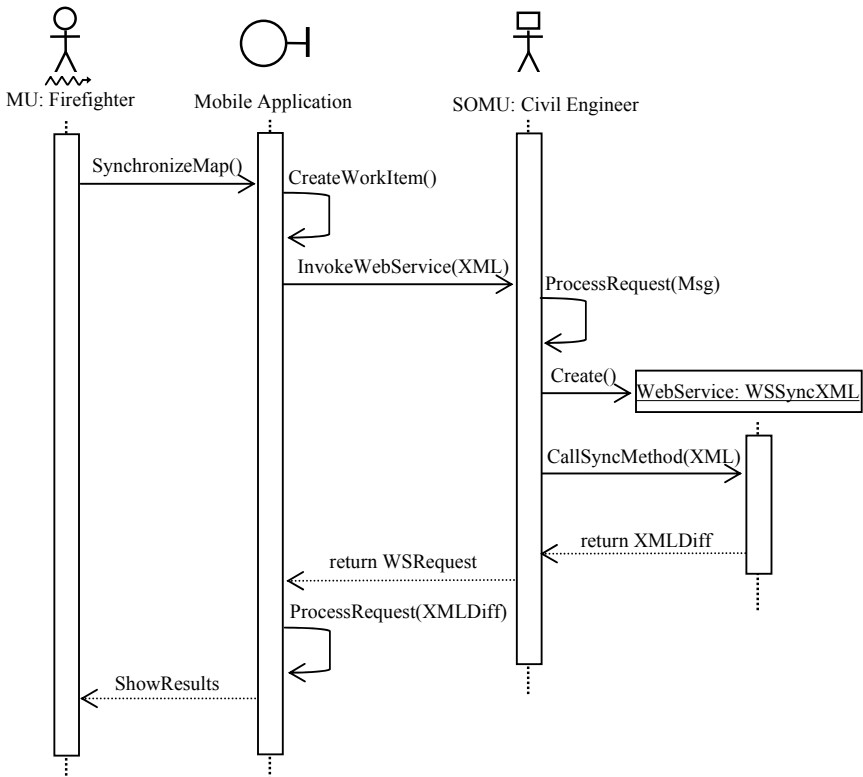 MU: Firefighter
Mobile Application
SOMU: Civil Engineer
SynchronizeMap()
CreateWorkItem()
InvokeWebService(XML)
ProcessRequest(Msg)
Create()
WebService: WSSyncXML
CallSyncMethod(XML)
return XMLDiff
return WSRequest
ProcessRequest(XMLDiff)
ShowResults